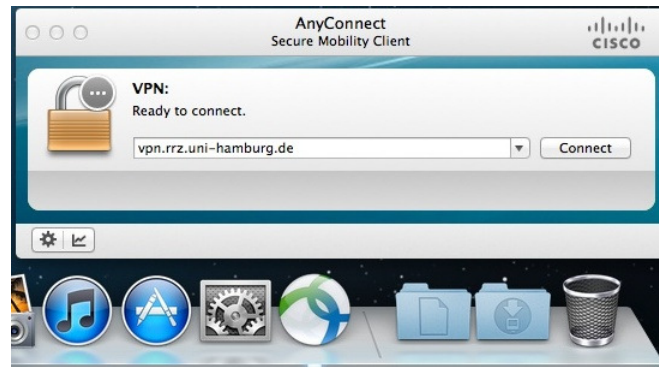 AnyConnect
Secure Mobility Client
CISCO
VPN:
Ready to connect.
vpn.rrz.uni-hamburg.de
Connect